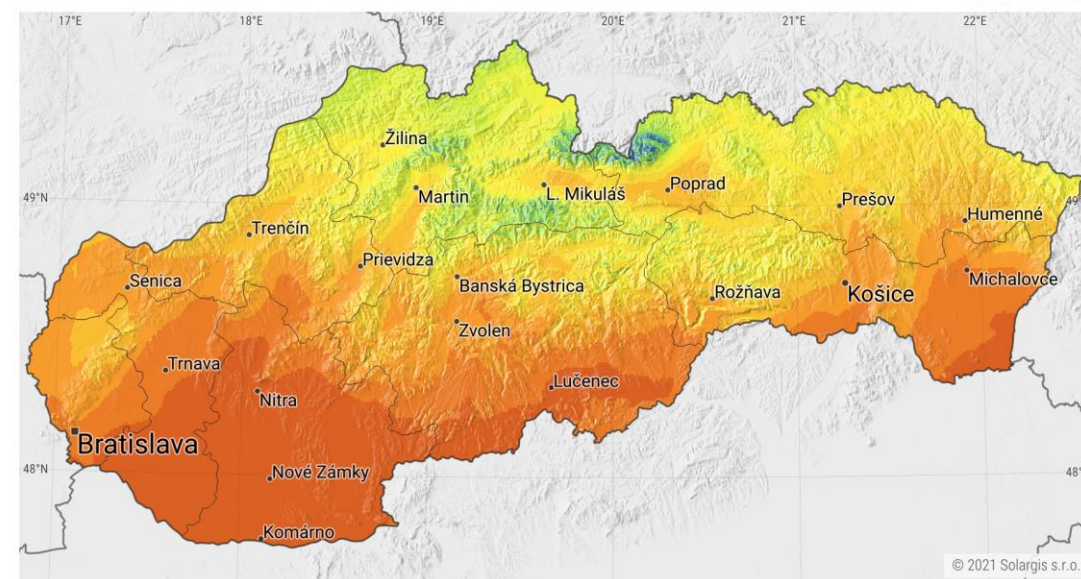 17°E 18°E 19°E 20°E 21°E 22°E
Žilina
49°N
Martin
L. Mikuláš
Poprad
Prešov
49°
Humenné
Trenčín
Prievidza
Senica
Banská Bystrica
Rožňava
Košice
Michalovce
Zvolen
Trnava
Nitra
Lučenec
Bratislava
48°N
Nové Zámky
48°
Komárno
© 2021 Solargis s.r.o.